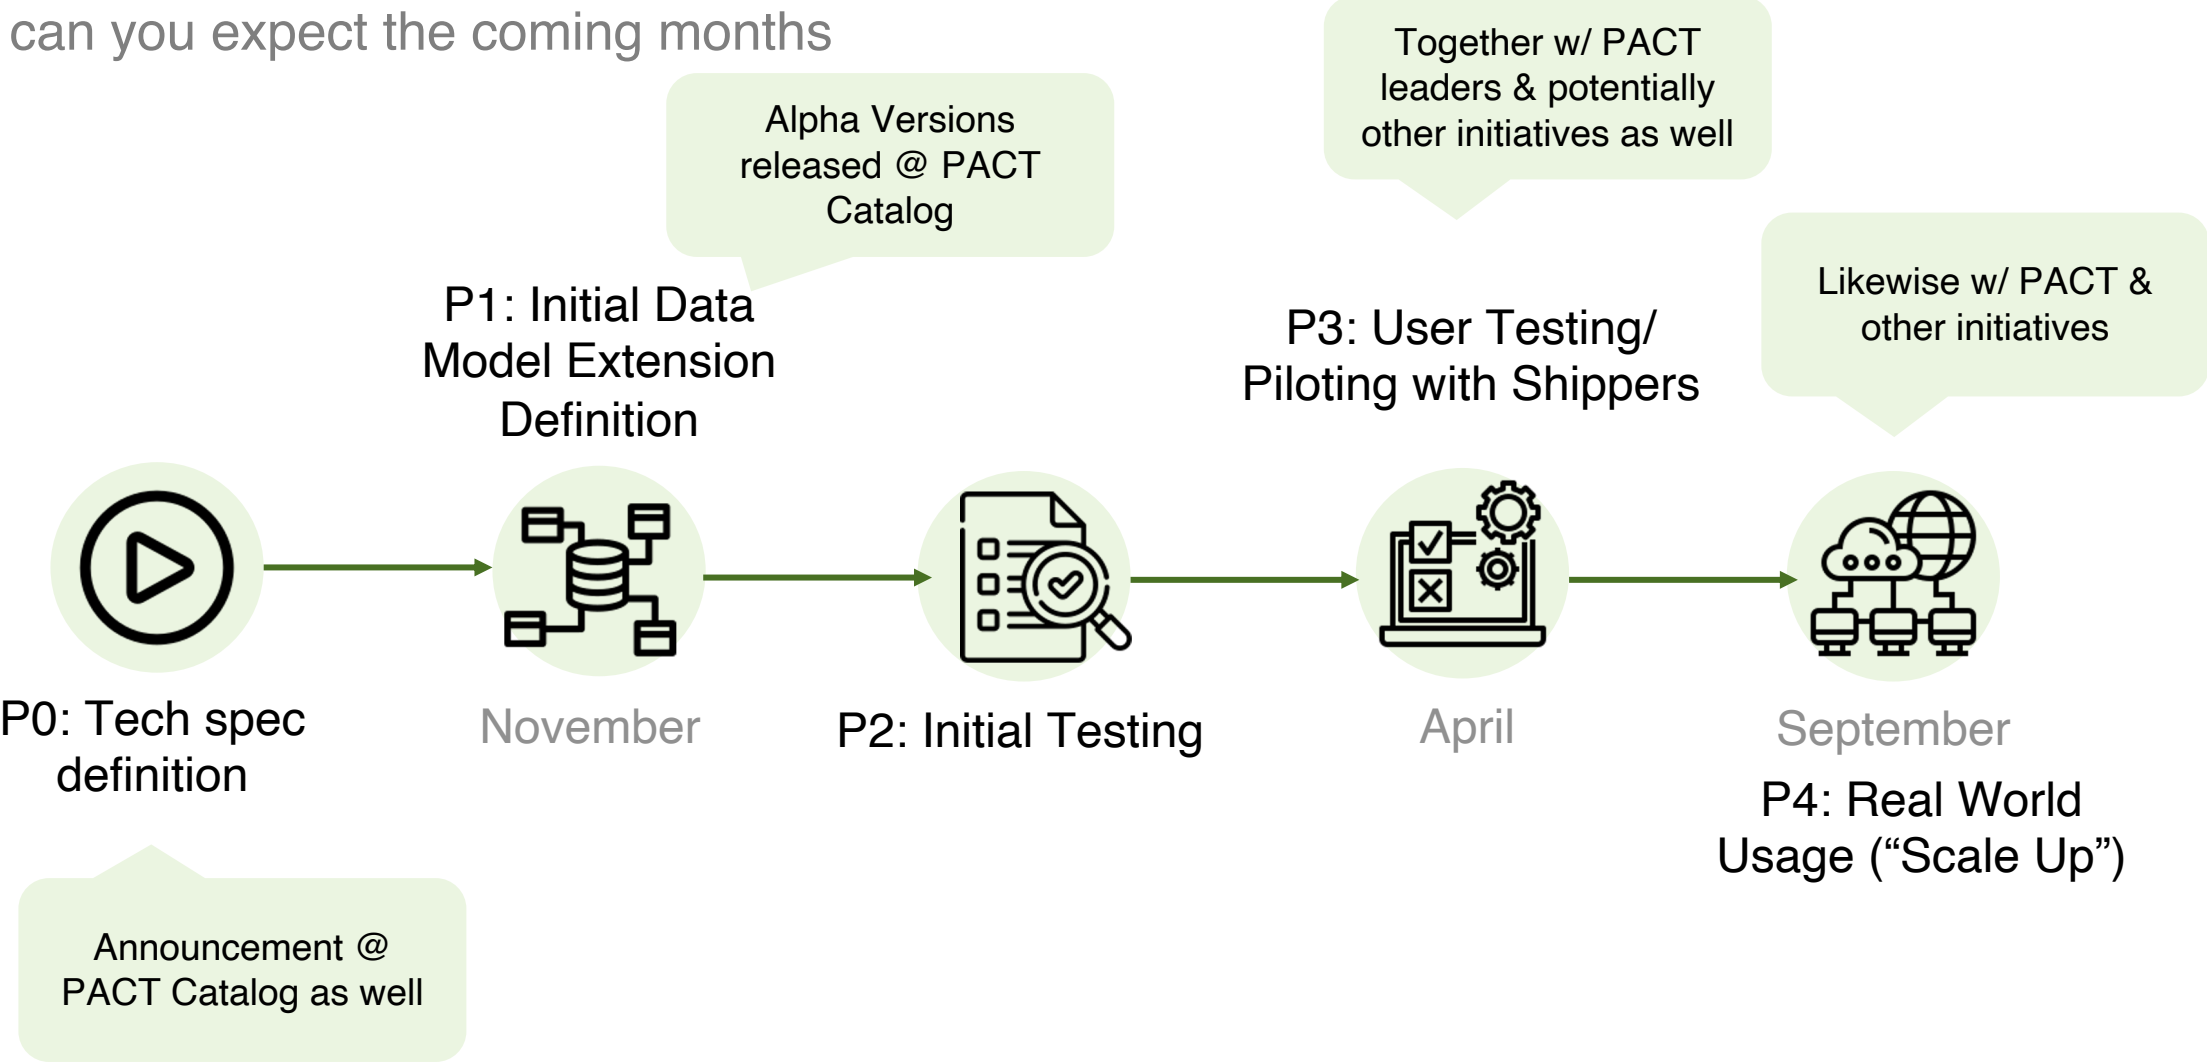 can you expect the coming months
Together w/ PACT
leaders & potentially
other initiatives as well
Alpha Versions
released @ PACT
Catalog
Likewise w/ PACT &
other initiatives
P1: Initial Data
Model Extension
Definition
P3: User Testing/
Piloting with Shippers
P0: Tech spec
definition
November
P2: Initial Testing
April
September
P4: Real World
Usage (“Scale Up”)
Announcement @
PACT Catalog as well